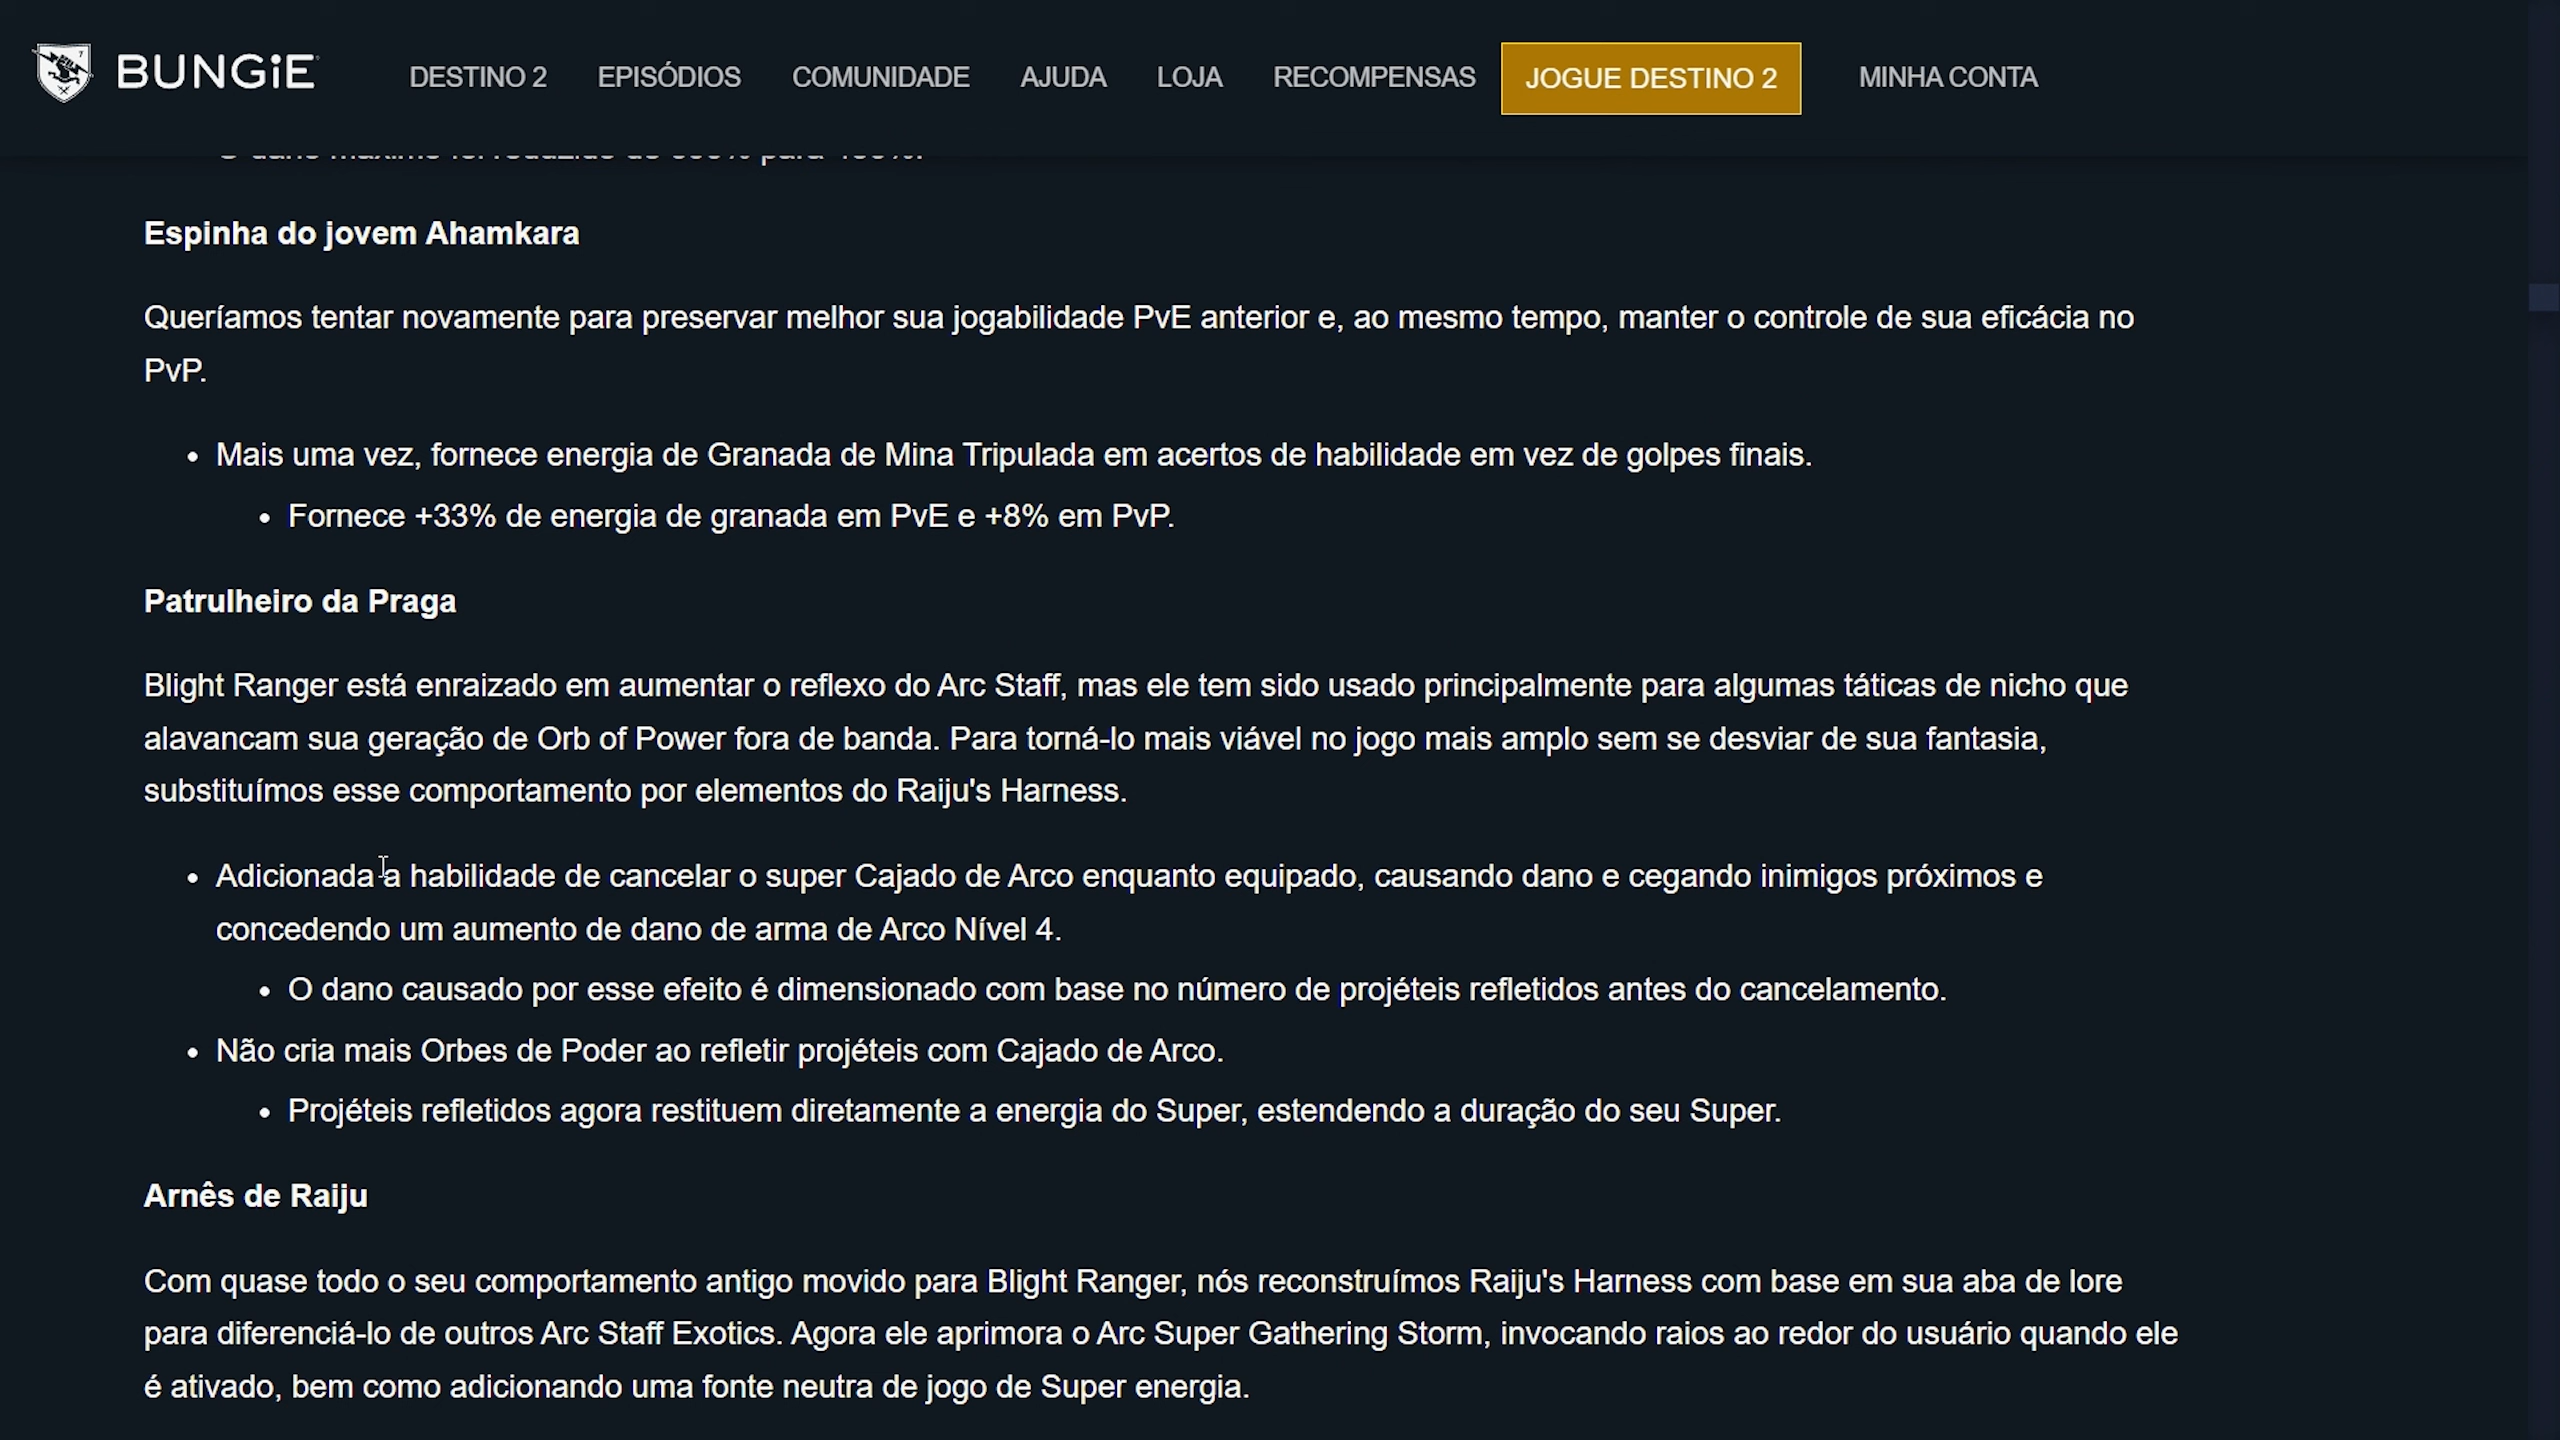 BUNGiE
DESTINO 2 EPISÓDIOS COMUNIDADE AJUDA LOJA RECOMPENSAS JOGUE DESTINO 2 MINHA CONTA
Espinha do jovem Ahamkara
Queríamos tentar novamente para preservar melhor sua jogabilidade PvE anterior e, ao mesmo tempo, manter o controle de sua eficácia no
PvP.
• Mais uma vez, fornece energia de Granada de Mina Tripulada em acertos de habilidade em vez de golpes finais.
• Fornece +33% de energia de granada em PvE e +8% em PvP.
Patrulheiro da Praga
Blight Ranger está enraizado em aumentar o reflexo do Arc Staff, mas ele tem sido usado principalmente para algumas táticas de nicho que
alavancam sua geração de Orb of Power fora de banda. Para torná-lo mais viável no jogo mais amplo sem se desviar de sua fantasia,
substituímos esse comportamento por elementos do Raiju's Harness.
• Adicionada a habilidade de cancelar o super Cajado de Arco enquanto equipado, causando dano e cegando inimigos próximos e
concedendo um aumento de dano de arma de Arco Nível 4.
• O dano causado por esse efeito é dimensionado com base no número de projéteis refletidos antes do cancelamento.
• Não cria mais Orbes de Poder ao refletir projéteis com Cajado de Arco.
• Projéteis refletidos agora restituem diretamente a energia do Super, estendendo a duração do seu Super.
Arnês de Raiju
Com quase todo o seu comportamento antigo movido para Blight Ranger, nós reconstruímos Raiju's Harness com base em sua aba de lore
para diferenciá-lo de outros Arc Staff Exotics. Agora ele aprimora o Arc Super Gathering Storm, invocando raios ao redor do usuário quando ele
é ativado, bem como adicionando uma fonte neutra de jogo de Super energia.